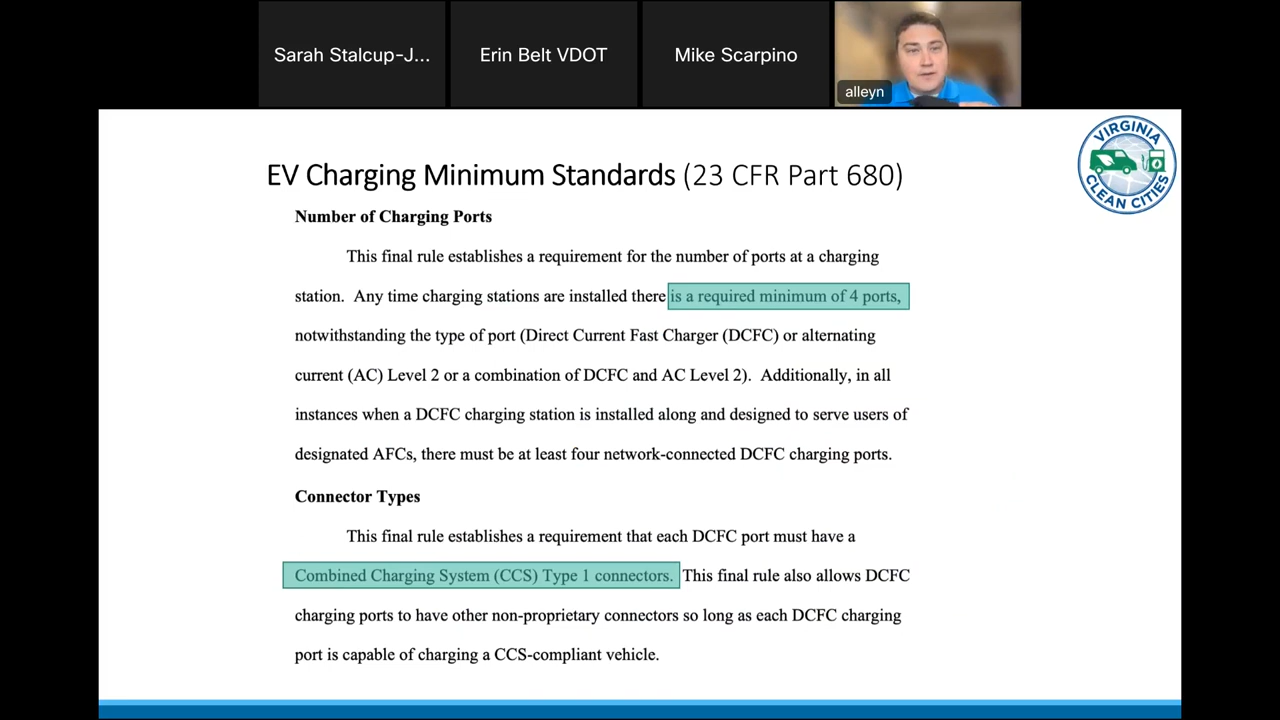 Sarah Stalcup-J...
Erin Belt VDOT
Mike Scarpino
alleyn
VIRGINIA
CLEAN CITIES
EV Charging Minimum Standards (23 CFR Part 680)
Number of Charging Ports
This final rule establishes a requirement for the number of ports at a charging
station. Any time charging stations are installed there is a required minimum of 4 ports,
notwithstanding the type of port (Direct Current Fast Charger (DCFC) or alternating
current (AC) Level 2 or a combination of DCFC and AC Level 2). Additionally, in all
instances when a DCFC charging station is installed along and designed to serve users of
designated AFCs, there must be at least four network-connected DCFC charging ports.
Connector Types
This final rule establishes a requirement that each DCFC port must have a
Combined Charging System (CCS) Type 1 connectors. This final rule also allows DCFC
charging ports to have other non-proprietary connectors so long as each DCFC charging
port is capable of charging a CCS-compliant vehicle.